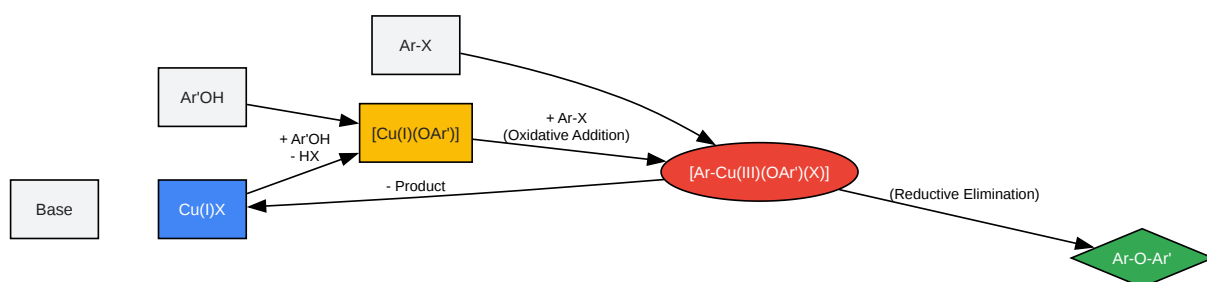 Ar-X
Ar'OH
+ Ar'OH
- HX
[Cu(I)(OAr')]
+ Ar-X
(Oxidative Addition)
[Ar-Cu(III)(OAr')(X)]
Base
Cu(I)X
- Product
(Reductive Elimination)
Ar-O-Ar'